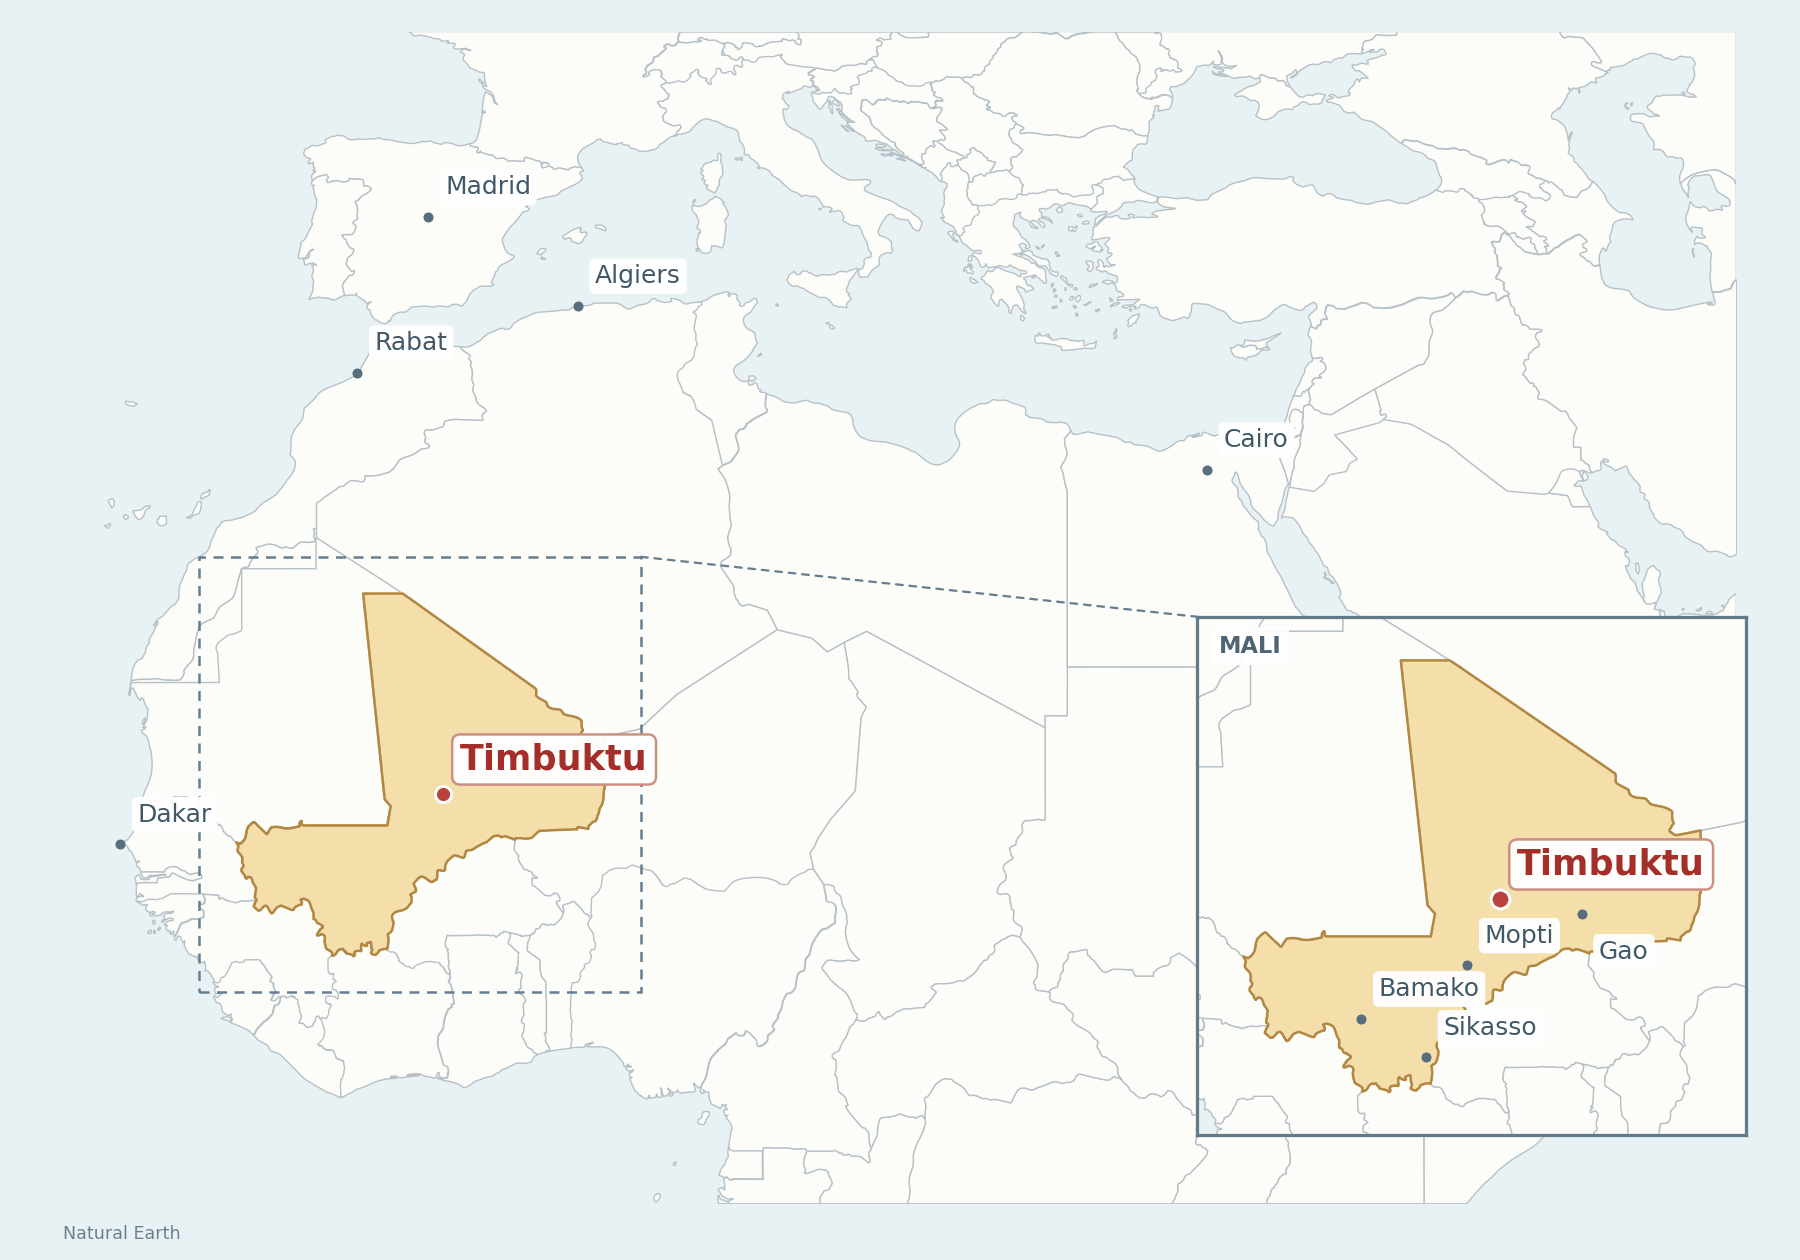 Madrid
Algiers
Rabat
Cairo
MALI
Timbuktu
Dakar
Timbuktu
Mopti
Gao
Bamako
Sikasso
Natural Earth